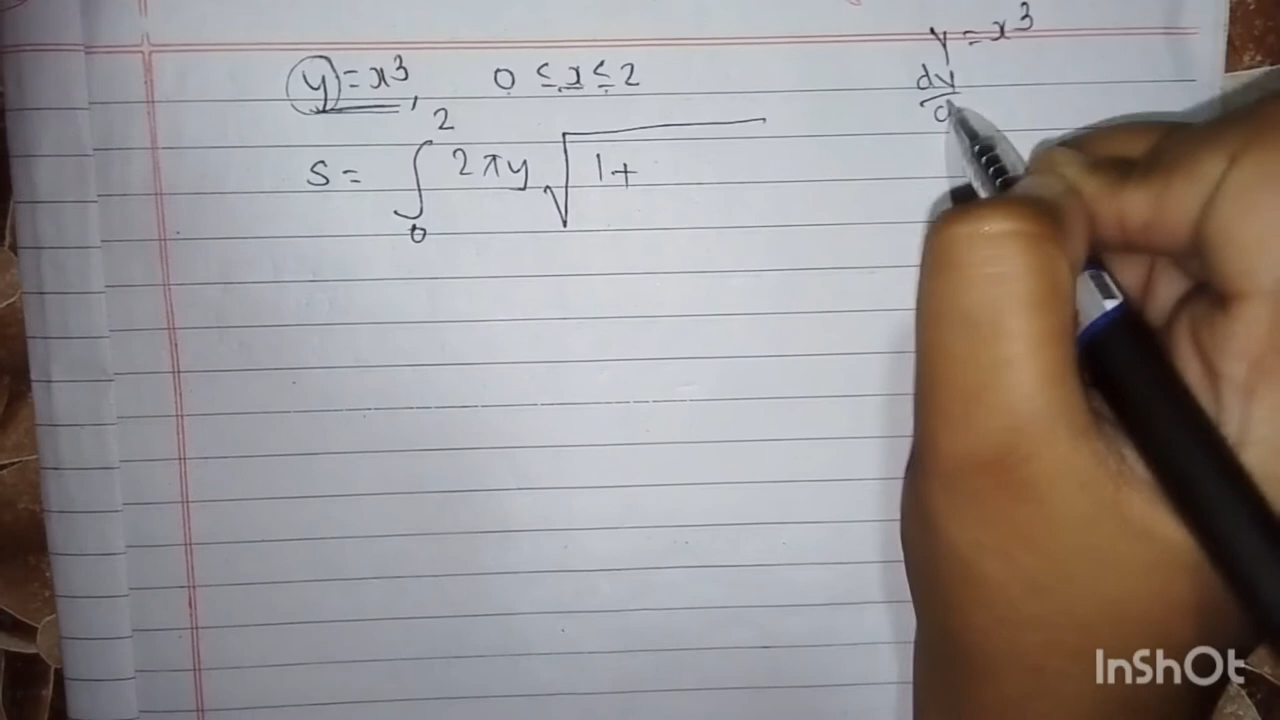 y = x³, 0 ≤ x ≤ 2
S = ∫₀² 2πy √1+
y = x³
dy
InShOt